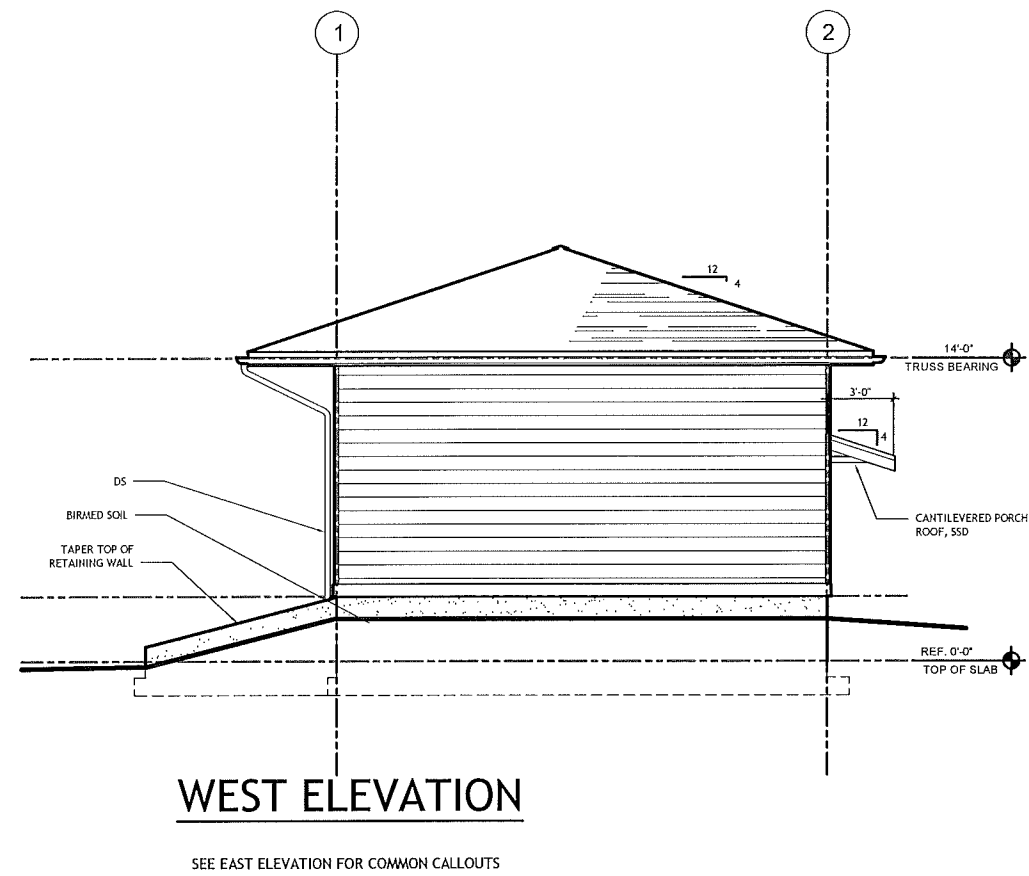 1
2
12
4
14'-0"
TRUSS BEARING
3'-0"
12
4
DS
BIRMED SOIL
TAPER TOP OF
RETAINING WALL
CANTILEVERED PORCH
ROOF, SSD
REF. 0'-0"
TOP OF SLAB
WEST ELEVATION
SEE EAST ELEVATION FOR COMMON CALLOUTS